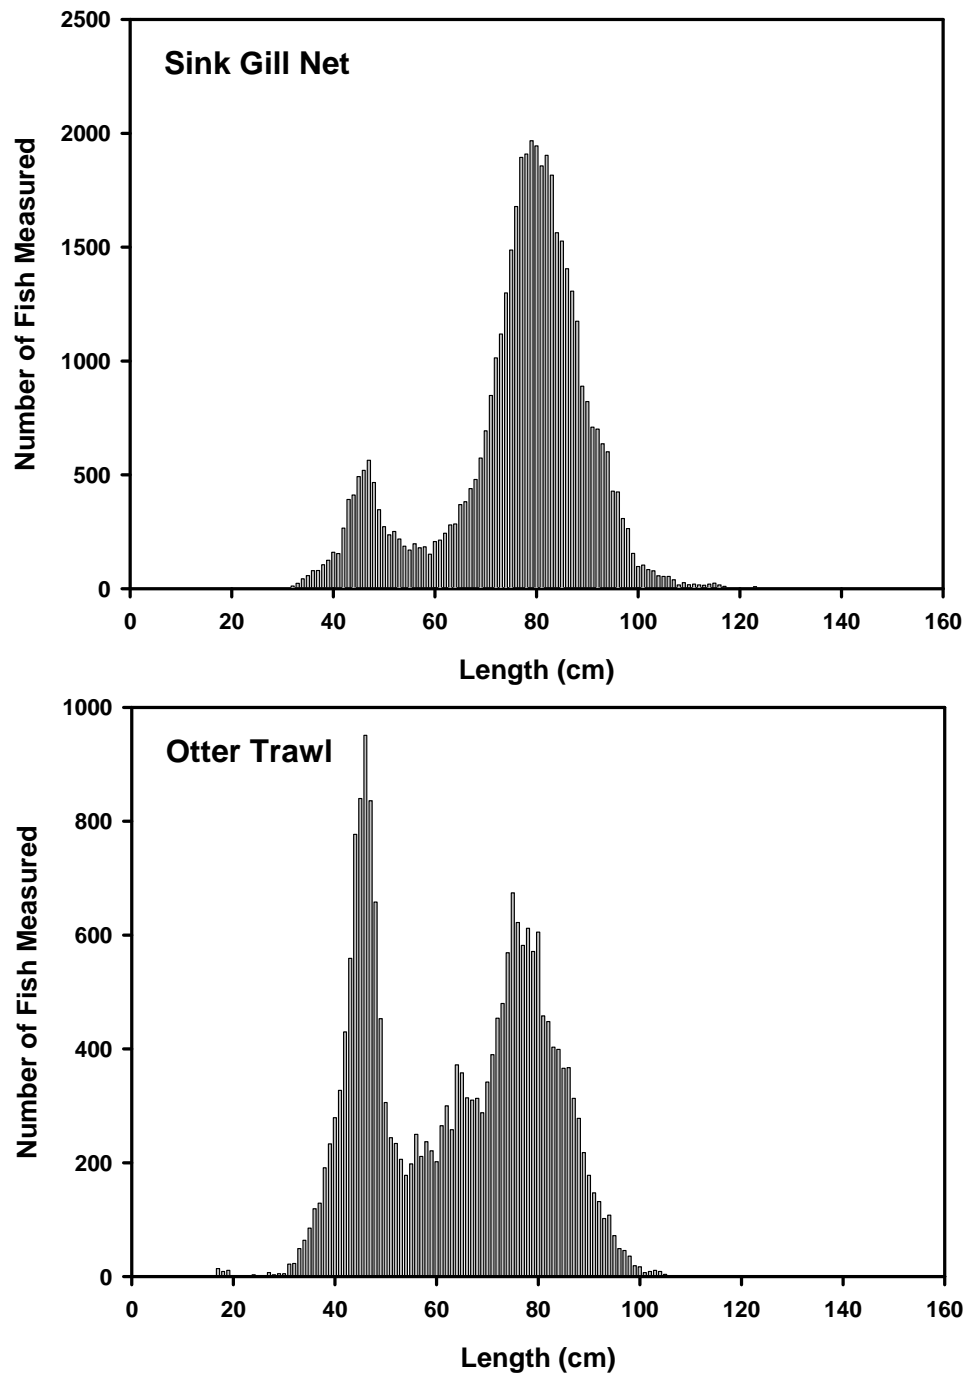 Sink Gill Net
Number of Fish Measured
2500
2000
1500
1000
500
0
0 20 40 60 80 100 120 140 160
Length (cm)
Otter Trawl
Number of Fish Measured
1000
800
600
400
200
0
0 20 40 60 80 100 120 140 160
Length (cm)